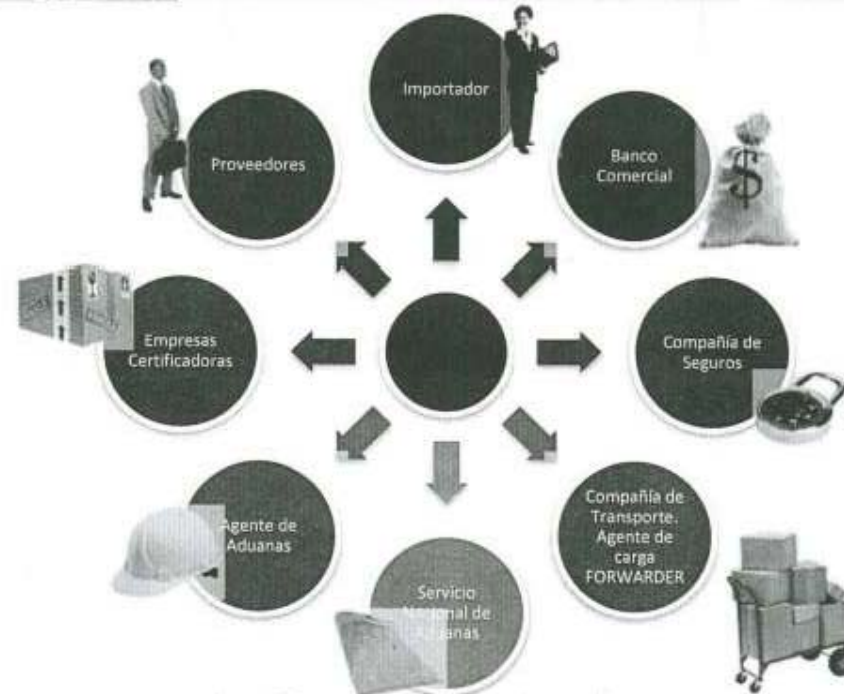 Importador
Proveedores
Banco
Comercial
$
Empresas
Certificadoras
Compañía de
Seguros
Agente de
Aduanas
Compañía de
Transporte.
Agente de
carga
FORWARDER
Servicio
Nacional de
Aduanas